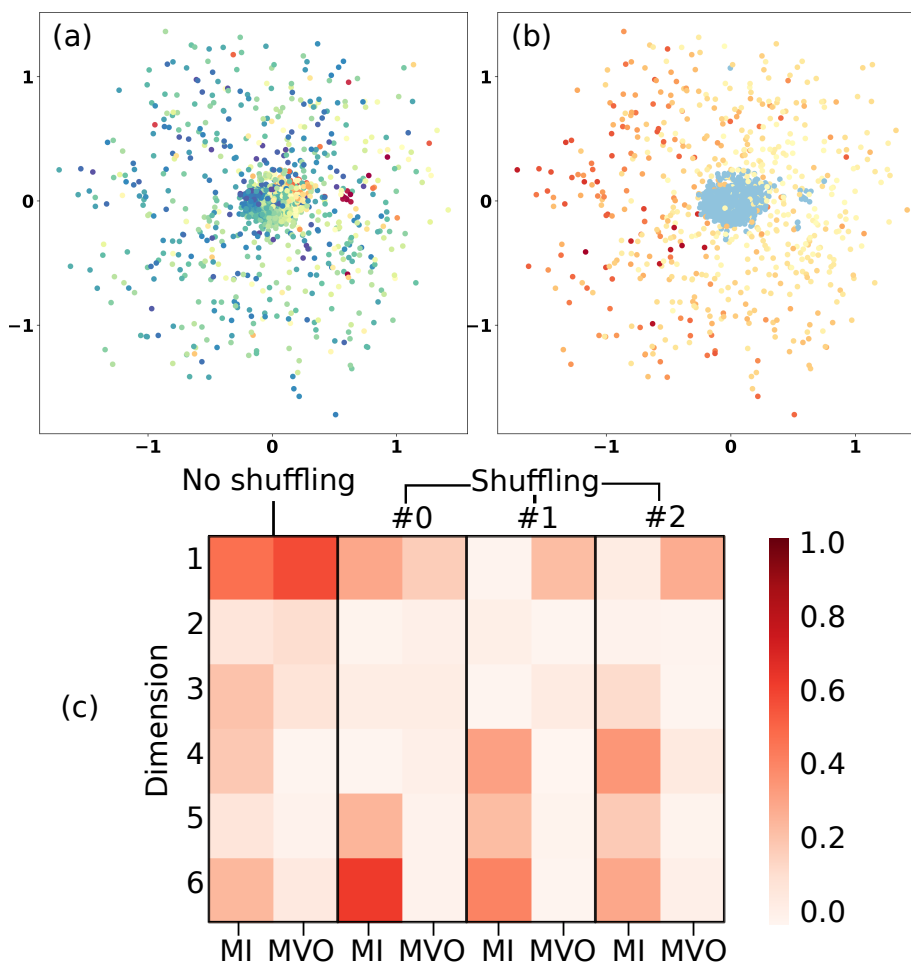 (a)
(b)
1
0
−1
−1 0 1
1
0
−1
−1 0 1
No shuffling
Shuffling
#0 #1 #2
(c)
Dimension
1
2
3
4
5
6
MI MVO MI MVO MI MVO MI MVO
1.0
0.8
0.6
0.4
0.2
0.0